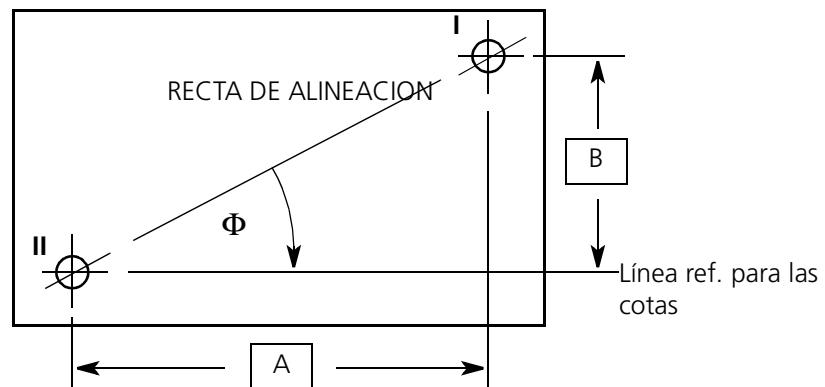 I
RECTA DE ALINEACION
B
Φ
II
Línea ref. para las
cotas
A